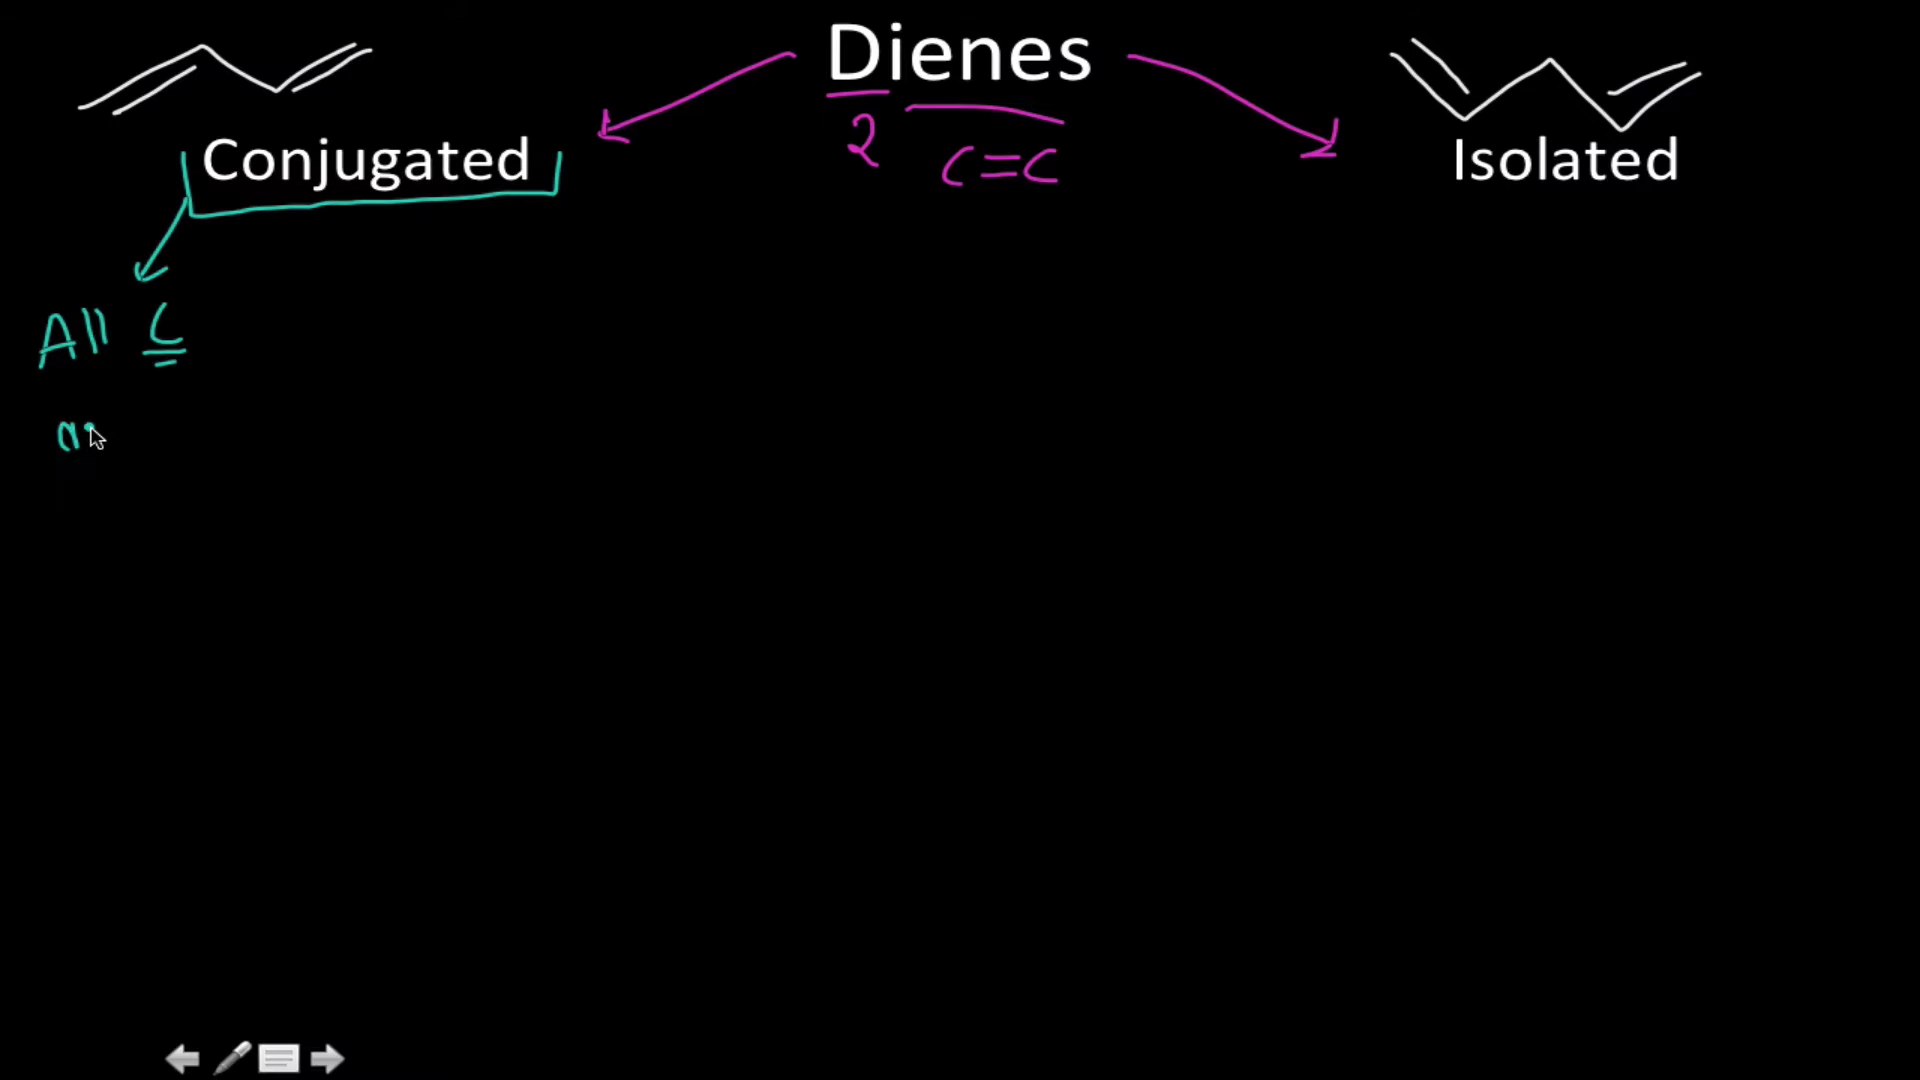 Dienes
2 C=C
Conjugated
Isolated
All C